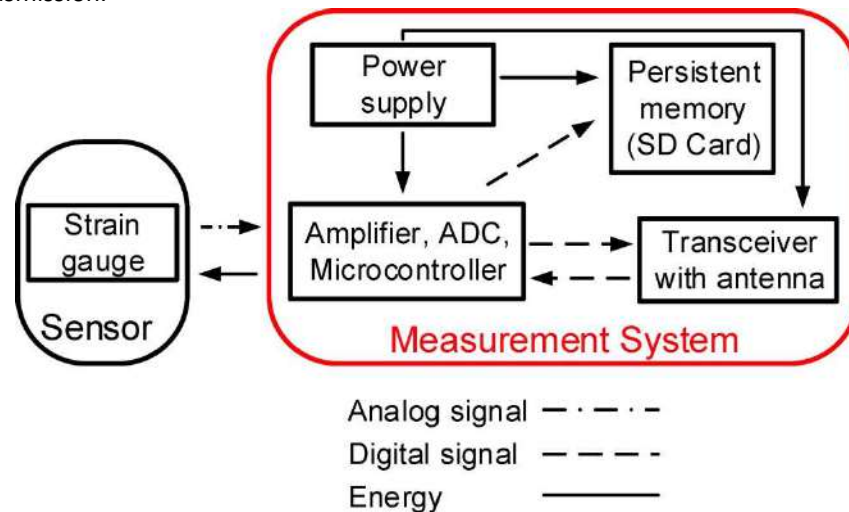 Power
supply
Persistent
memory
(SD Card)
Strain
gauge
Sensor
Amplifier, ADC,
Microcontroller
Transceiver
with antenna
Measurement System
Analog signal
Digital signal
Energy